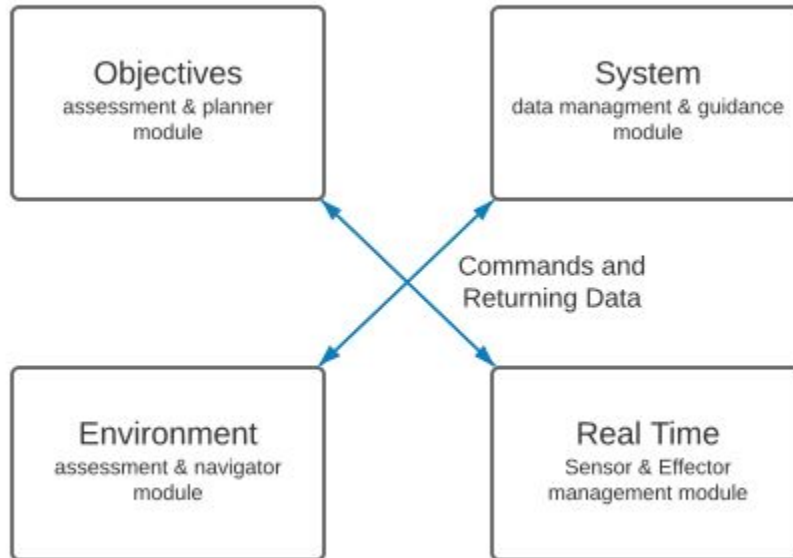 Objectives
assessment & planner
module
System
data managment & guidance
module
Commands and
Returning Data
Environment
assessment & navigator
module
Real Time
Sensor & Effector
management module